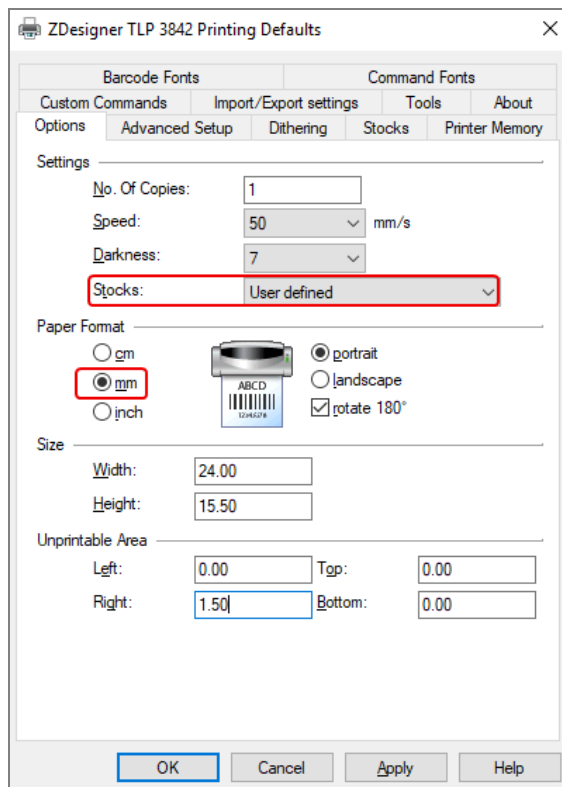 ZDesigner TLP 3842 Printing Defaults
Barcode Fonts Command Fonts
Custom Commands Import/Export settings Tools About
Options Advanced Setup Dithering Stocks Printer Memory
Settings
No. Of Copies: 1
Speed: 50 mm/s
Darkness: 7
Stocks: User defined
Paper Format
cm portrait
mm ABCD landscape
inch 12345678 rotate 180°
Size
Width: 24.00
Height: 15.50
Unprintable Area
Left: 0.00 Top: 0.00
Right: 1.50 Bottom: 0.00
OK Cancel Apply Help